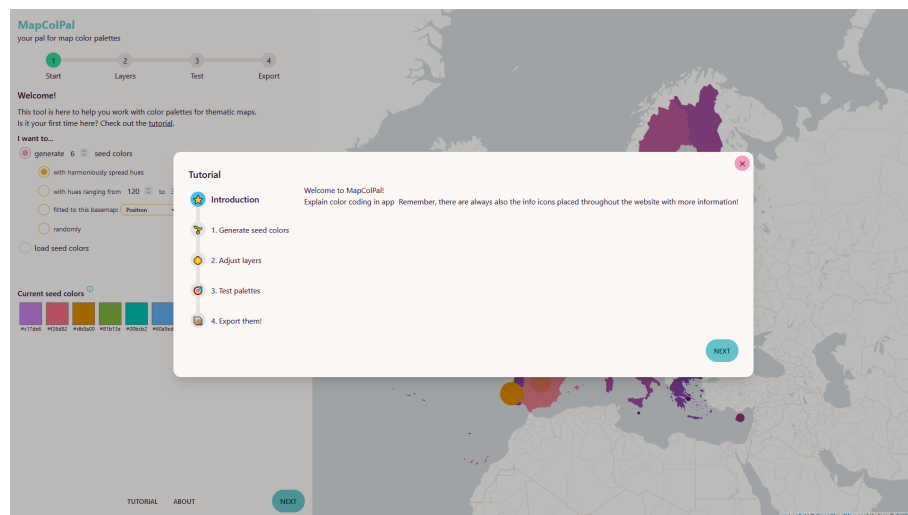 MapColPal
your pal for map color palettes
1 2 3 4
Start Layers Test Export
Welcome!
This tool is here to help you work with color palettes for thematic maps.
Is it your first time here? Check out the tutorial.
I want to...
generate 6 seed colors
with harmoniously spread hues
with hues ranging from 120 to
fitted to this basemap: Positron
randomly
load seed colors
Current seed colors
#c17de6 #f26d82 #db8a00 #81b13e
TUTORIAL ABOUT NEXT
Tutorial
Introduction
1. Generate seed colors
2. Adjust layers
3. Test palettes
4. Export them!
Welcome to MapColPal!
Explain color coding in app Remember, there are always also the info icons placed throughout the website with more information!
NEXT